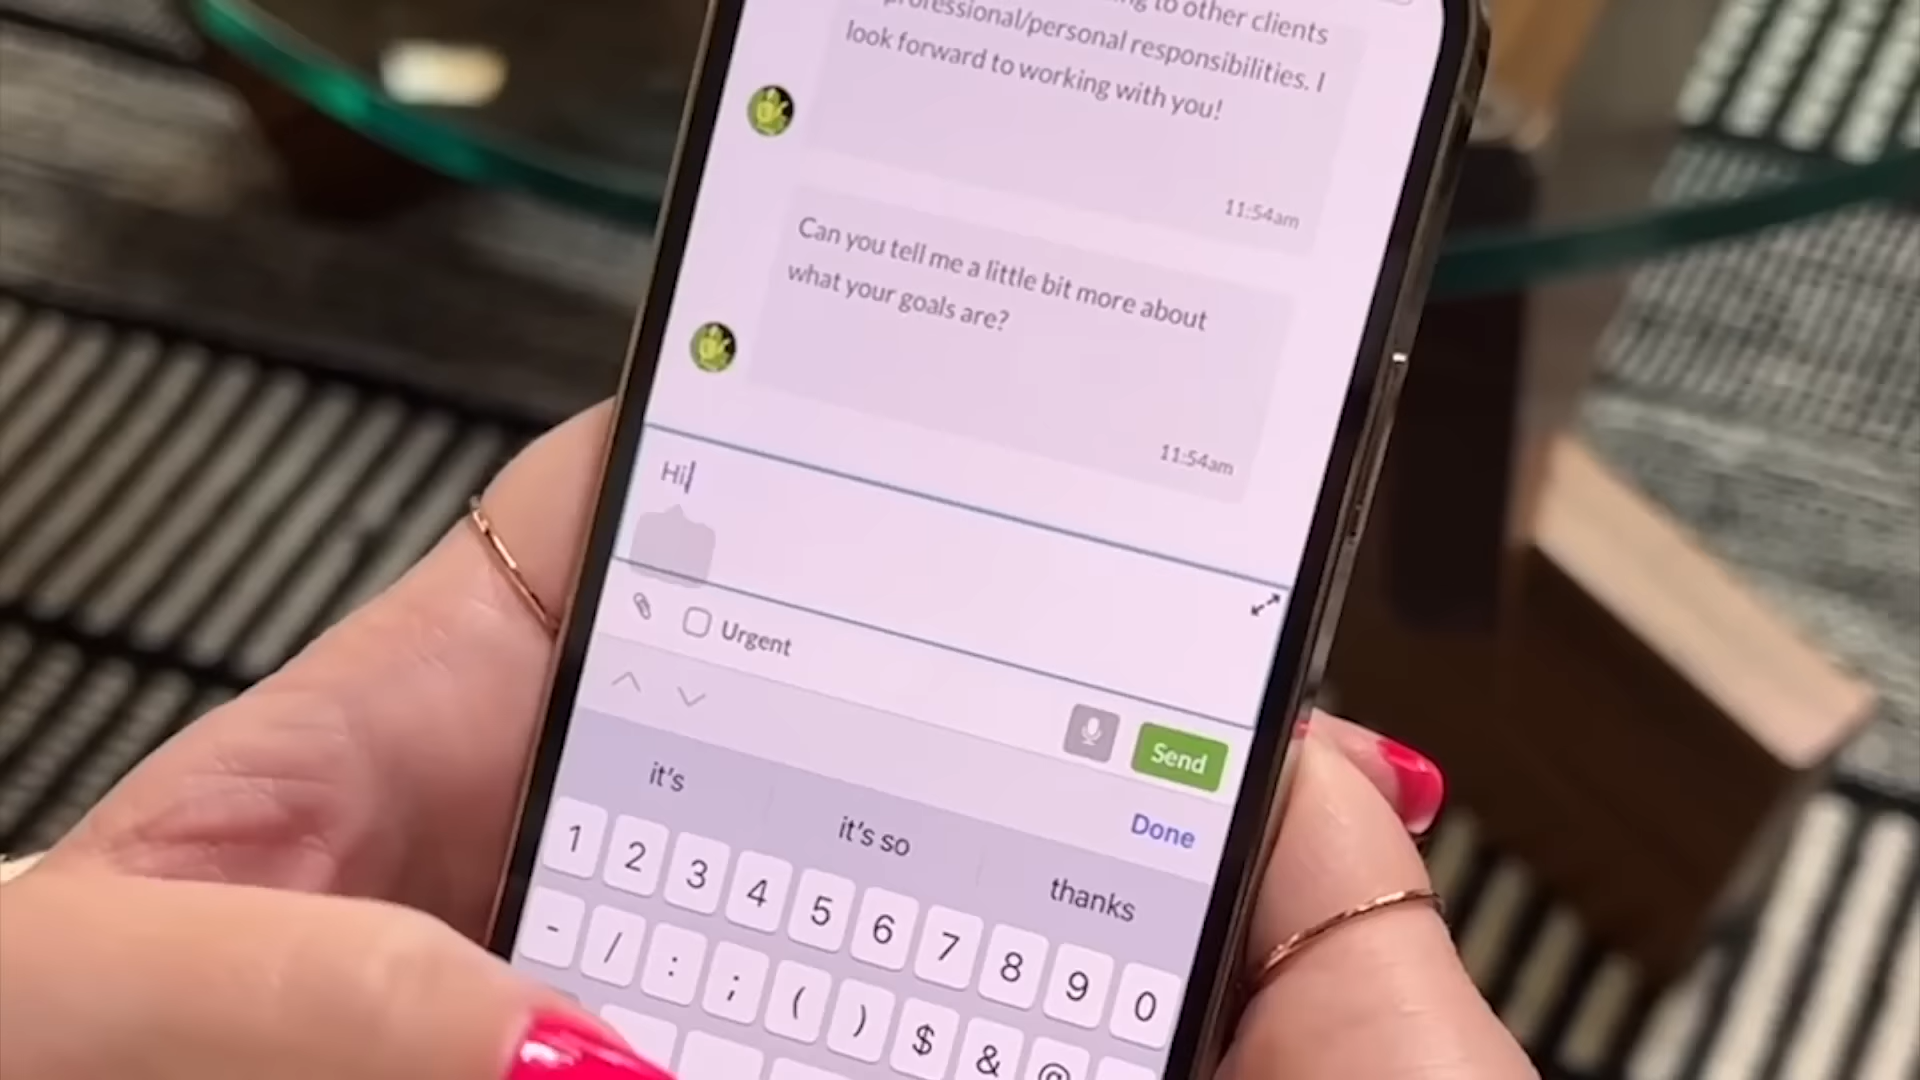 to other clients
professional/personal responsibilities. I
look forward to working with you!
11:54am
Can you tell me a little bit more about
what your goals are?
11:54am
Hi
Urgent
Send
Done
it's
it's so
thanks
1 2 3 4 5 6 7 8 9 0
- / : ; ( ) $ & @